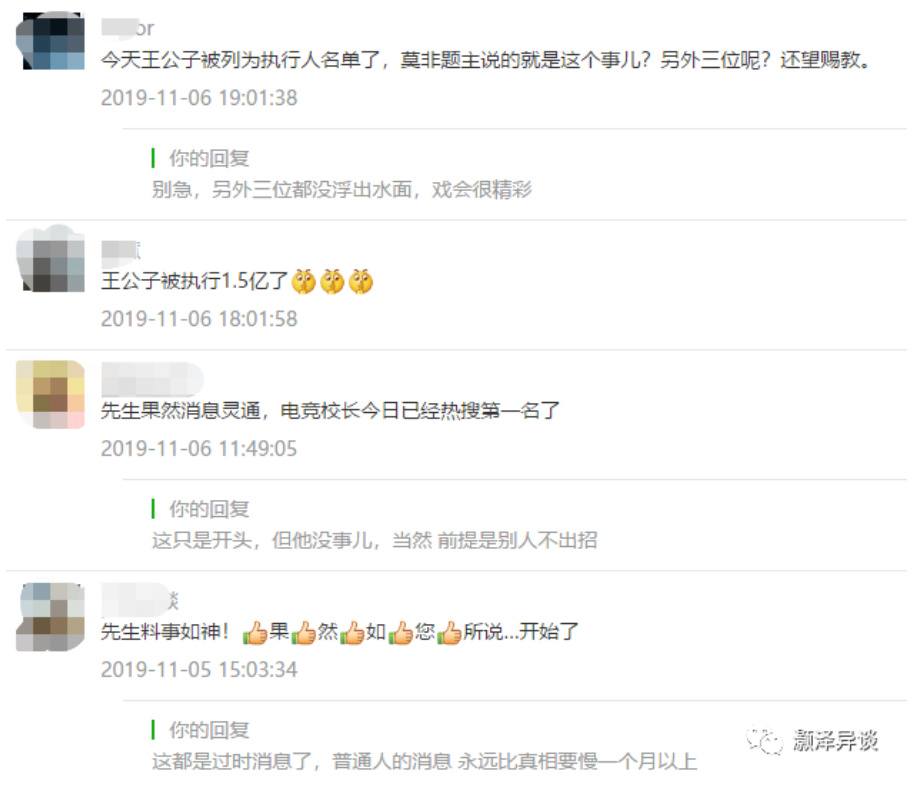 or
今天王公子被列为执行人名单了，莫非题主说的就是这个事儿？另外三位呢？还望赐教。
2019-11-06 19:01:38
你的回复
别急，另外三位都没浮出水面，戏会很精彩
王公子被执行1.5亿了
2019-11-06 18:01:58
先生果然消息灵通，电竞校长今日已经热搜第一名了
2019-11-06 11:49:05
你的回复
这只是开头，但他没事儿，当然 前提是别人不出招
谈
先生料事如神！果然如您所说...开始了
2019-11-05 15:03:34
你的回复
这都是过时消息了，普通人的消息 永远比真相要慢一个月以上
灏泽异谈